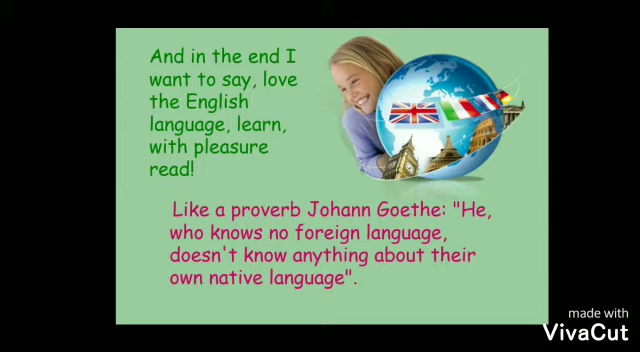 And in the end I
want to say, love
the English
language, learn,
with pleasure
read!
Like a proverb Johann Goethe: "He,
who knows no foreign language,
doesn't know anything about their
own native language".
made with
VivaCut